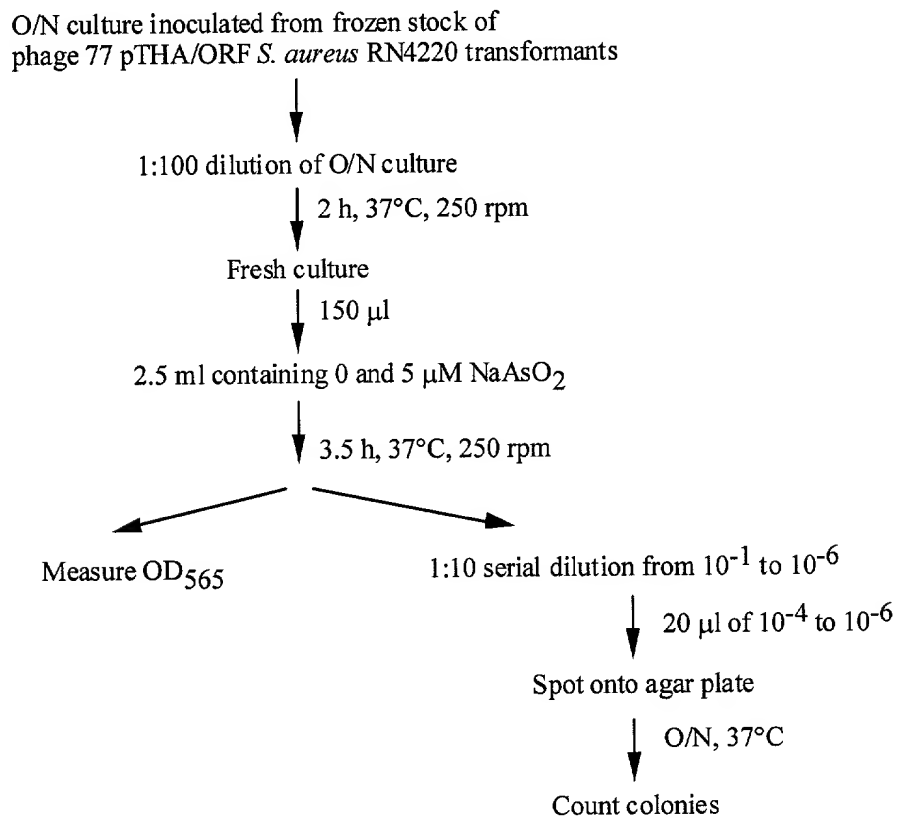 O/N culture inoculated from frozen stock of
phage 77 pTHA/ORF S. aureus RN4220 transformants
1:100 dilution of O/N culture
2 h, 37°C, 250 rpm
Fresh culture
150 µl
2.5 ml containing 0 and 5 µM NaAsO2
3.5 h, 37°C, 250 rpm
Measure OD565
1:10 serial dilution from 10-1 to 10-6
20 µl of 10-4 to 10-6
Spot onto agar plate
O/N, 37°C
Count colonies